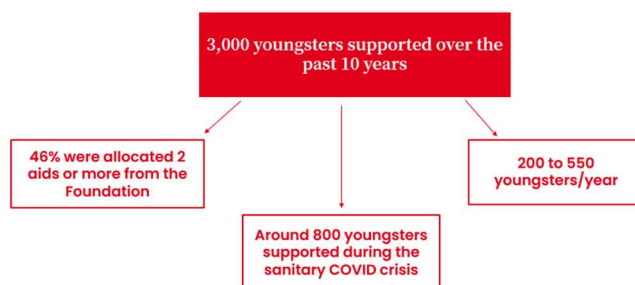 3,000 youngsters supported over the
past 10 years
46% were allocated 2
aids or more from the
Foundation
200 to 550
youngsters/year
Around 800 youngsters
supported during the
sanitary COVID crisis